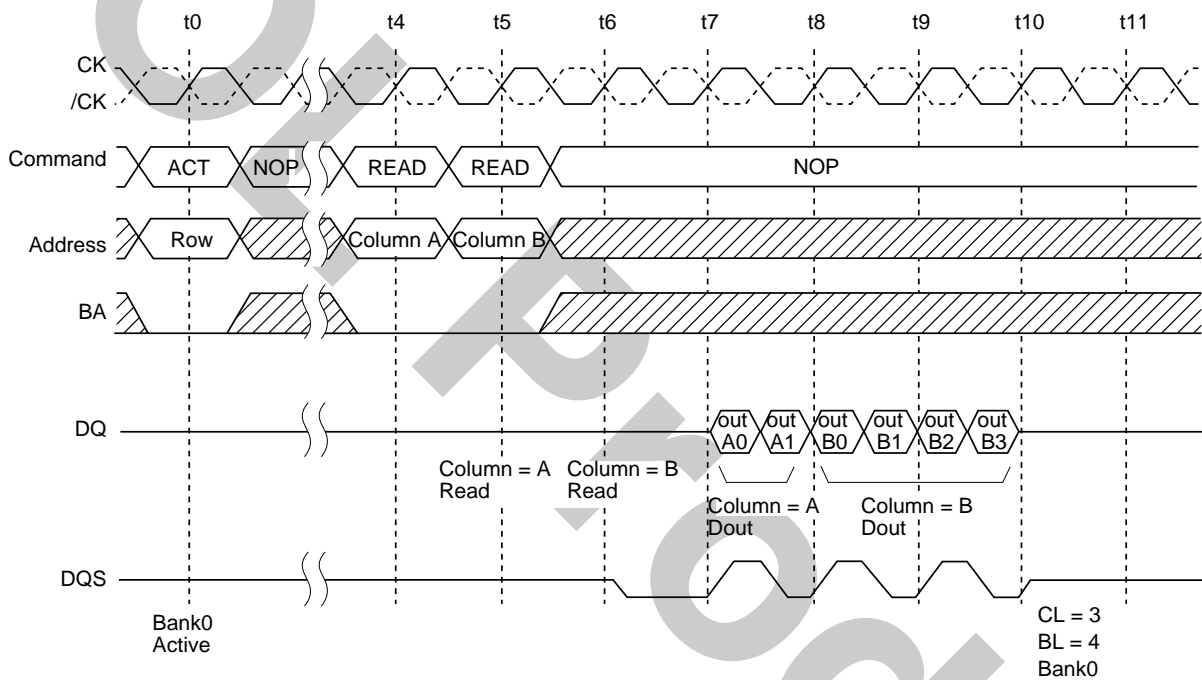 t0 t4 t5 t6 t7 t8 t9 t10 t11
CK
/CK
Command ACT NOP READ READ NOP
Address Row Column A Column B
BA
DQ out A0 out A1 out B0 out B1 out B2 out B3
Column = A Column = B
Read Read
Column = A Column = B
Dout Dout
DQS
Bank0
Active
CL = 3
BL = 4
Bank0